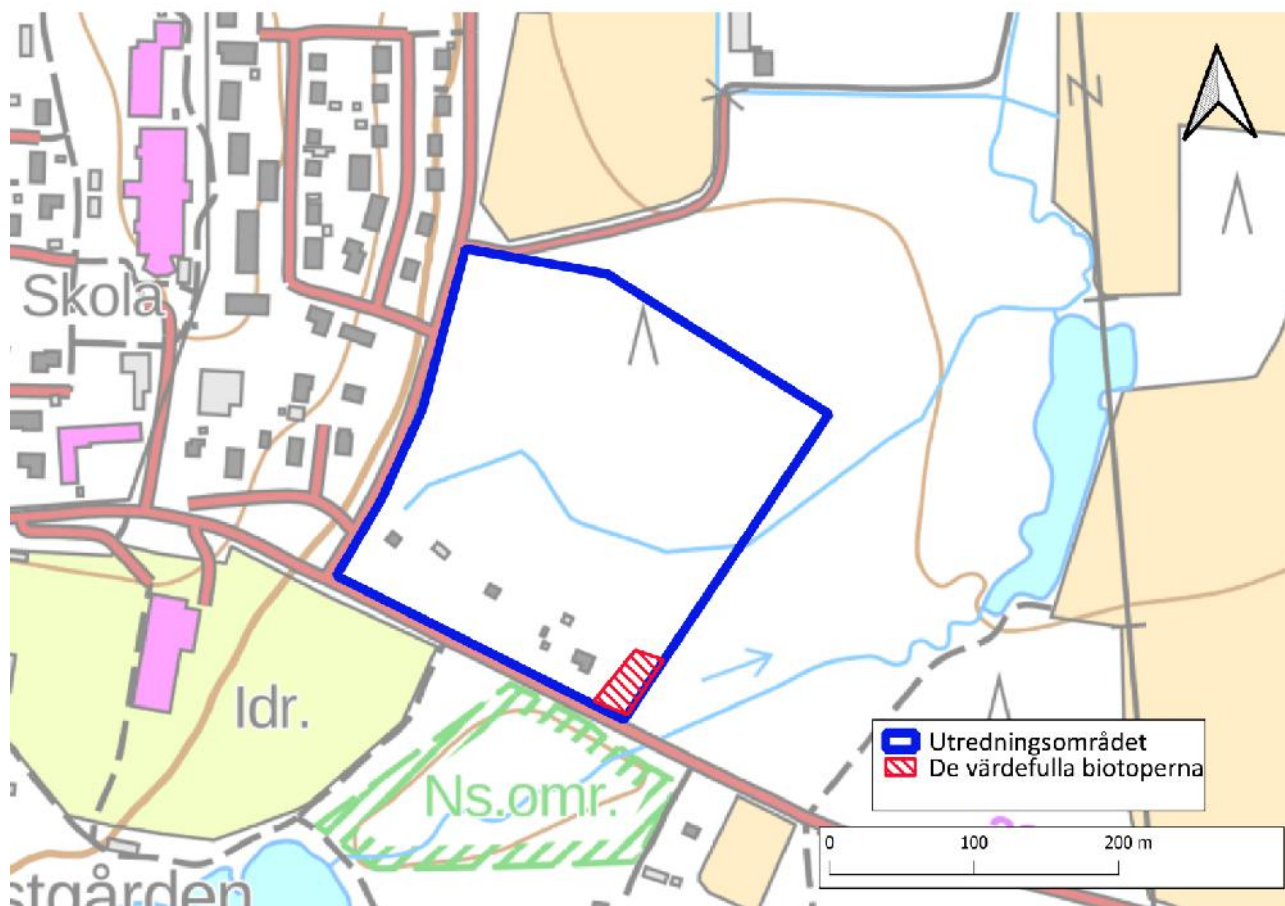 Skola
Idr.
Ns.omr.
stgården
Utredningsområdet
De värdefulla biotoperna
0 100 200 m